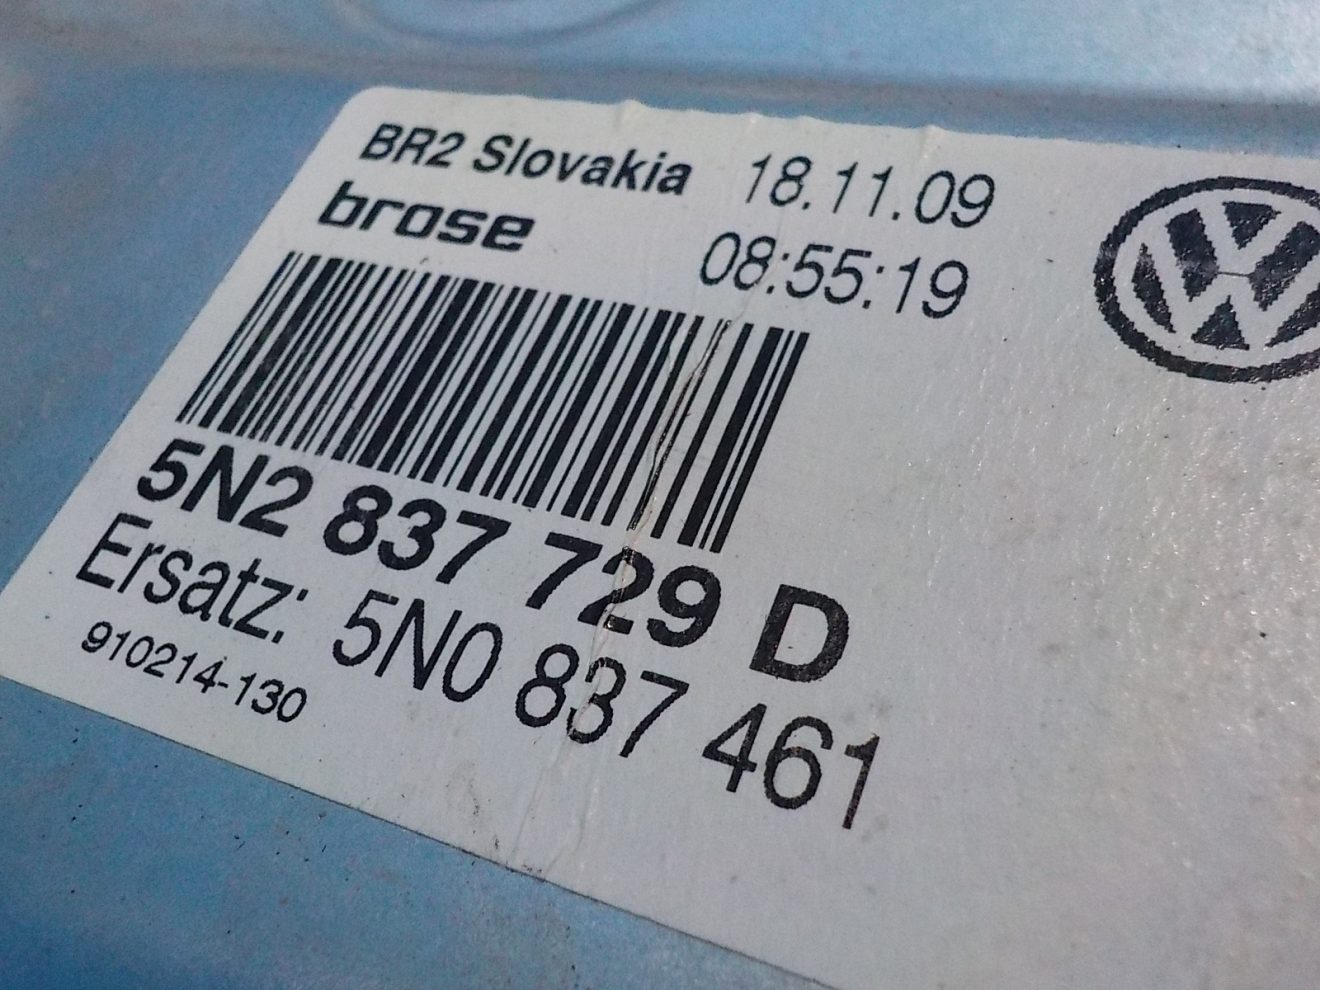 BR2 Slovakia 18.11.09
brose 08:55:19
5N2 837 729 D
Ersatz: 5N0 837 461
910214-130